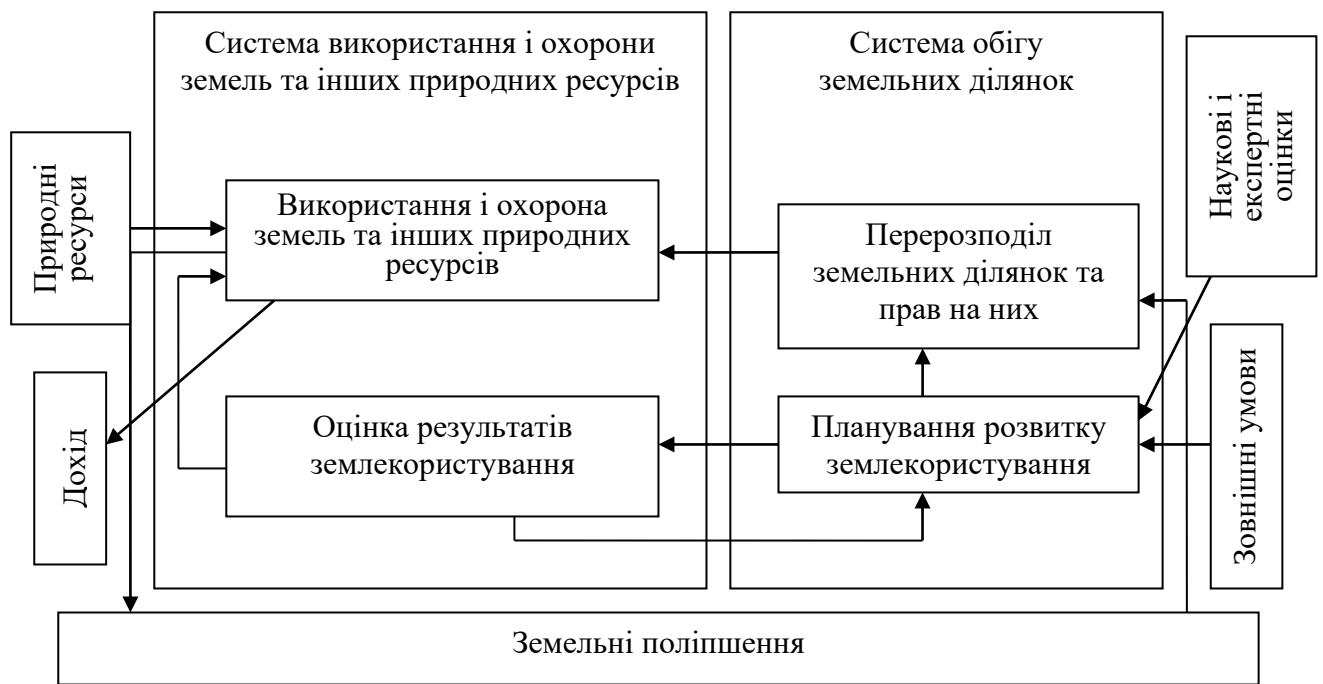 Система використання і охорони
земель та інших природних ресурсів
Система обігу
земельних ділянок
Наукові і
експертні
оцінки
Природні
ресурси
Використання і охорона
земель та інших природних
ресурсів
Перерозподіл
земельних ділянок та
прав на них
Дохід
Оцінка результатів
землекористування
Планування розвитку
землекористування
Зовнішні умови
Земельні поліпшення